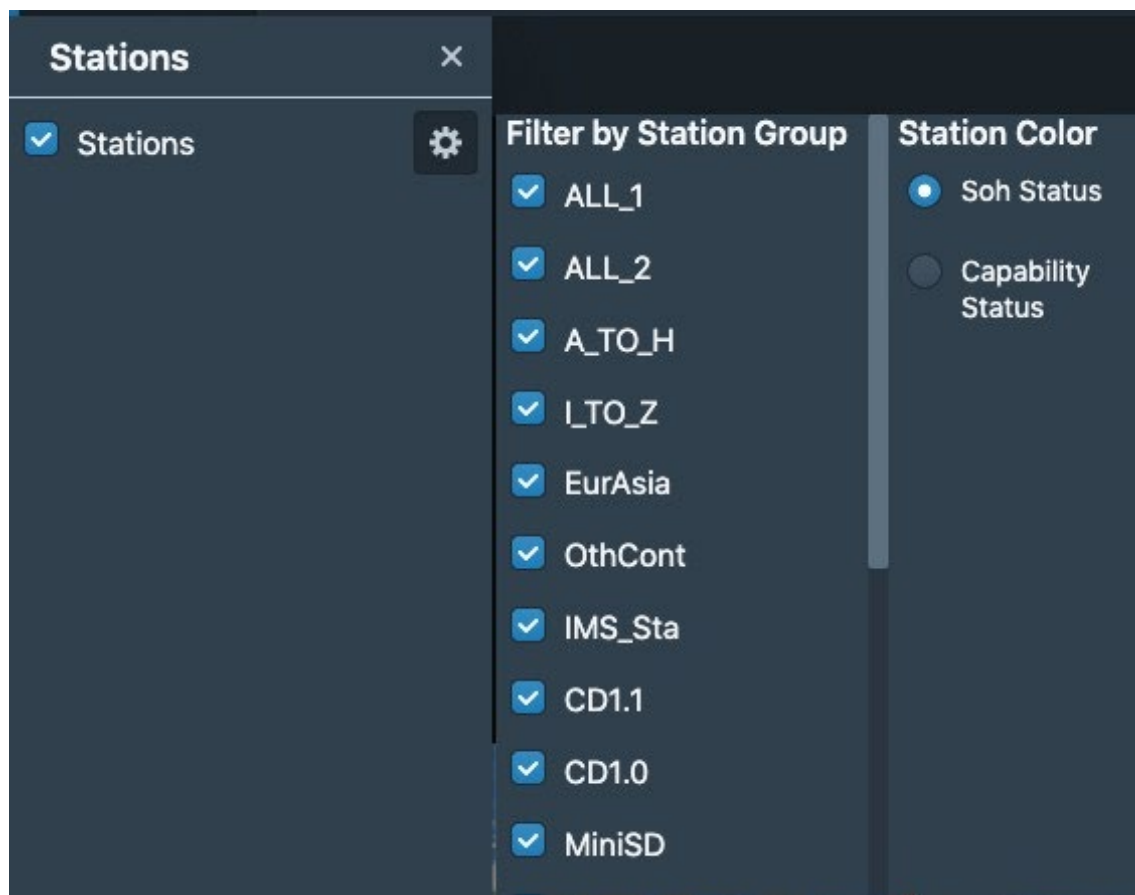 Stations
Stations
Filter by Station Group
ALL_1
ALL_2
A_TO_H
I_TO_Z
EurAsia
OthCont
IMS_Sta
CD1.1
CD1.0
MiniSD
Station Color
Soh Status
Capability
Status